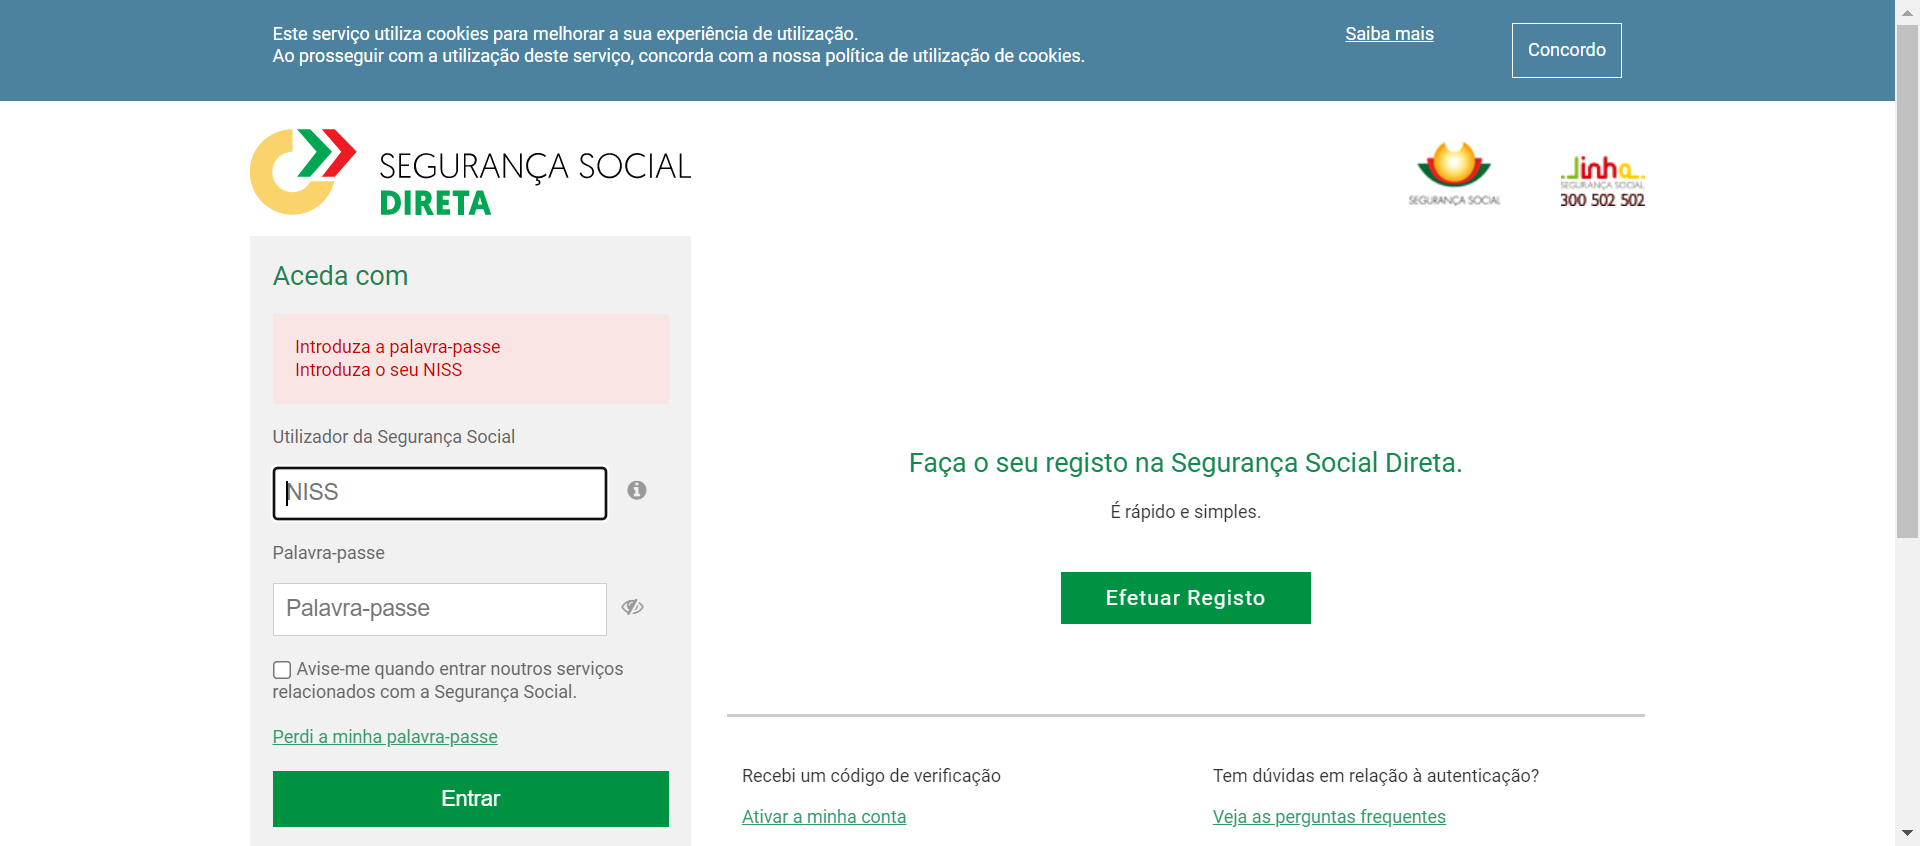 Este serviço utiliza cookies para melhorar a sua experiência de utilização.
Ao prosseguir com a utilização deste serviço, concorda com a nossa política de utilização de cookies.
Saiba mais
Concordo
SEGURANÇA SOCIAL
DIRETA
SEGURANÇA SOCIAL
Linha
SEGURANÇA SOCIAL
300 502 502
Aceda com
Introduza a palavra-passe
Introduza o seu NISS
Utilizador da Segurança Social
NISS
Palavra-passe
Palavra-passe
Avise-me quando entrar noutros serviços
relacionados com a Segurança Social.
Perdi a minha palavra-passe
Entrar
Faça o seu registo na Segurança Social Direta.
É rápido e simples.
Efetuar Registo
Recebi um código de verificação
Ativar a minha conta
Tem dúvidas em relação à autenticação?
Veja as perguntas frequentes